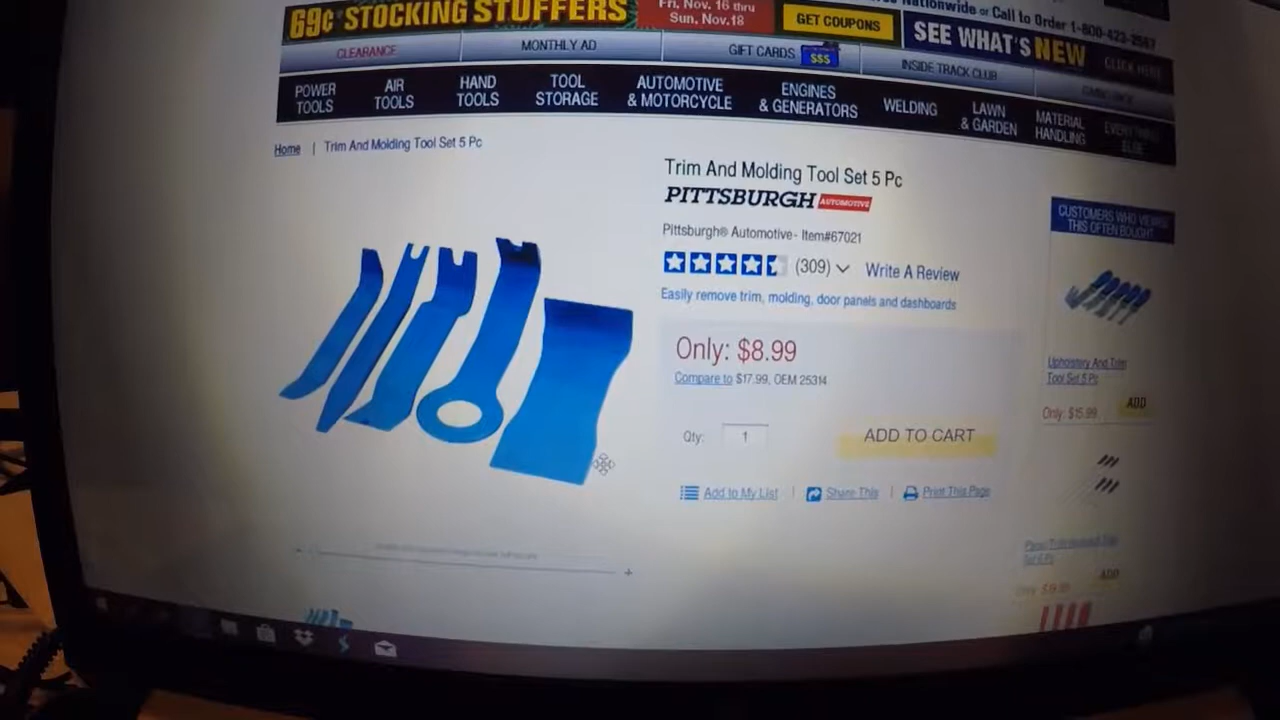 69¢ STOCKING STUFFERS
Fri, Nov. 16 thru
Sun, Nov.18
GET COUPONS
Nationwide or Call to Order 1-800-423-2567
SEE WHAT'S NEW
CLICK HERE
CLEARANCE
MONTHLY AD
GIFT CARDS
$$$
INSIDE TRACK CLUB
POWER
TOOLS
AIR
TOOLS
HAND
TOOLS
TOOL
STORAGE
AUTOMOTIVE
& MOTORCYCLE
ENGINES
& GENERATORS
WELDING
LAWN
& GARDEN
MATERIAL
HANDLING
EVERYTHING
ELSE
Home | Trim And Molding Tool Set 5 Pc
Trim And Molding Tool Set 5 Pc
PITTSBURGH AUTOMOTIVE
Pittsburgh® Automotive - Item#67021
(309) Write A Review
Easily remove trim, molding, door panels and dashboards
Only: $8.99
Compare to $17.99, OEM 25314
Qty: 1
ADD TO CART
Add to My List | Share This | Print This Page
CUSTOMERS WHO VIEWED
THIS OFTEN BOUGHT
Upholstery And Trim
Tool Set 5 Pc
Only: $15.99
ADD
ADD